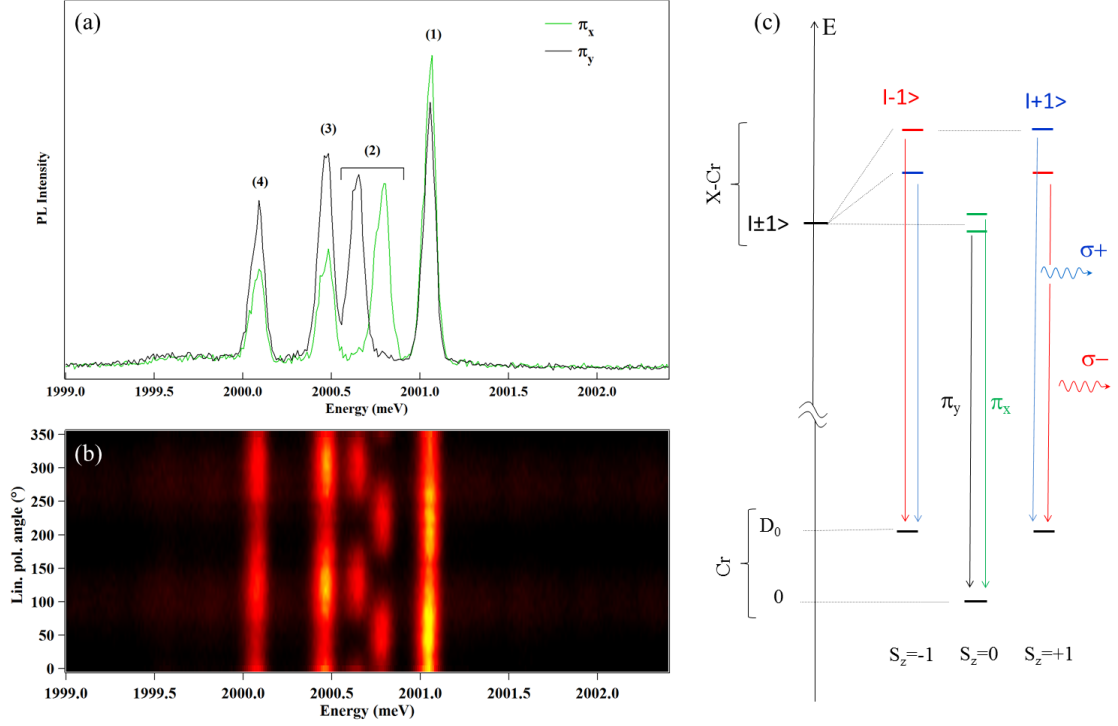 (a)
πx
πy
(1)
(3)
(2)
(4)
PL Intensity
1999.0 1999.5 2000.0 2000.5 2001.0 2001.5 2002.0
Energy (meV)
(b)
350
300
250
200
150
100
50
0
Lin. pol. angle (°)
1999.0 1999.5 2000.0 2000.5 2001.0 2001.5 2002.0
Energy (meV)
(c)
E
|-1> |+1>
X-Cr
|±1>
σ+
σ−
πy πx
D0
Cr
0
Sz=-1 Sz=0 Sz=+1